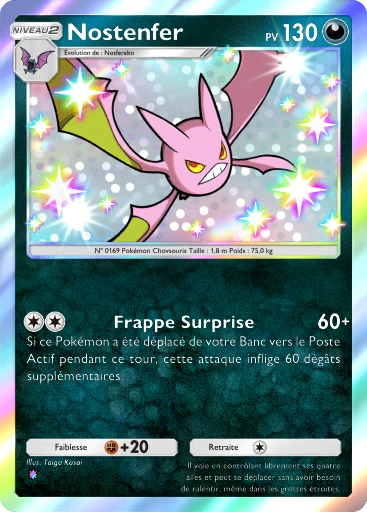 NIVEAU2
Nostenfer
PV 130
Évolution de : Nosferalto
N° 0169 Pokémon Chovsouris Taille : 1,8 m Poids : 75,0 kg
Frappe Surprise 60+
Si ce Pokémon a été déplacé de votre Banc vers le Poste
Actif pendant ce tour, cette attaque inflige 60 dégâts
supplémentaires.
Faiblesse +20
Retraite
Illus. Taiga Kasai
Il vole en contrôlant librement ses quatre
ailes et peut se déplacer sans avoir besoin
de ralentir, même dans les grottes étroites.